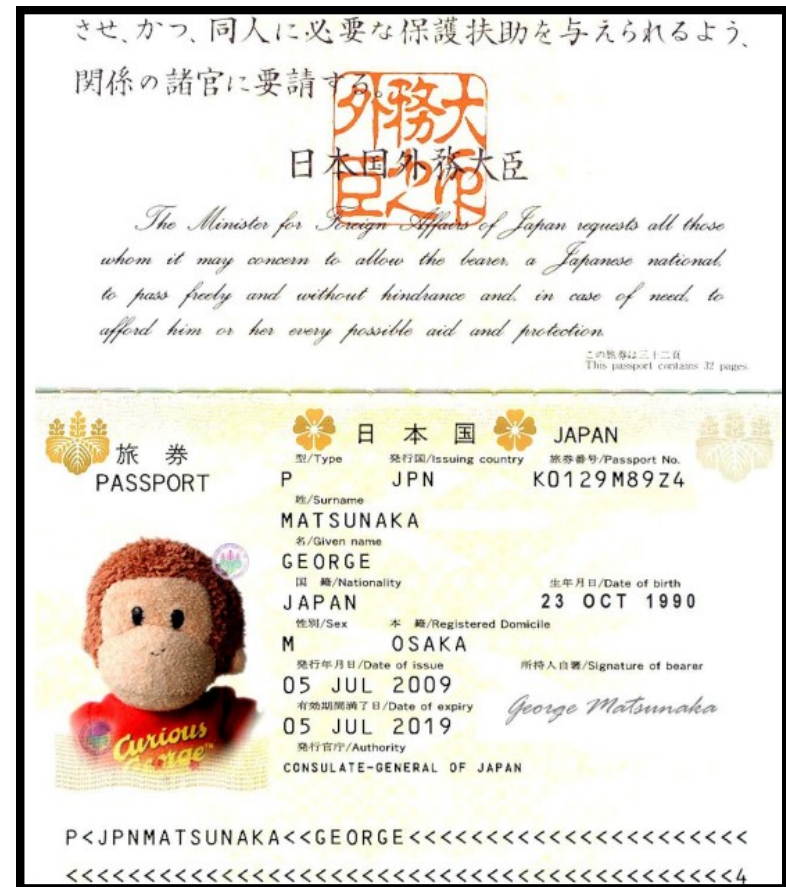 させ、かつ、同人に必要な保護扶助を与えられるよう、
関係の諸官に要請する。
日本国外務大臣
The Minister for Foreign Affairs of Japan requests all those
whom it may concern to allow the bearer, a Japanese national,
to pass freely and without hindrance and, in case of need, to
afford him or her every possible aid and protection.
この旅券は三十二頁
This passport contains 32 pages.
旅 券
PASSPORT
日 本 国 JAPAN
型/Type 発行国/Issuing country 旅券番号/Passport No.
P JPN K0129M89Z4
姓/Surname
MATSUNAKA
名/Given name
GEORGE
国 籍/Nationality 生年月日/Date of birth
JAPAN 23 OCT 1990
性別/Sex 本 籍/Registered Domicile
M OSAKA
発行年月日/Date of issue 所持人自署/Signature of bearer
05 JUL 2009
George Matsunaka
有効期間満了日/Date of expiry
05 JUL 2019
発行官庁/Authority
CONSULATE-GENERAL OF JAPAN
Curious
George
P<JPNMATSUNAKA<<GEORGE<<<<<<<<<<<<<<<<<<<<<<
<<<<<<<<<<<<<<<<<<<<<<<<<<<<<<<<<<<<<<<<<<<4